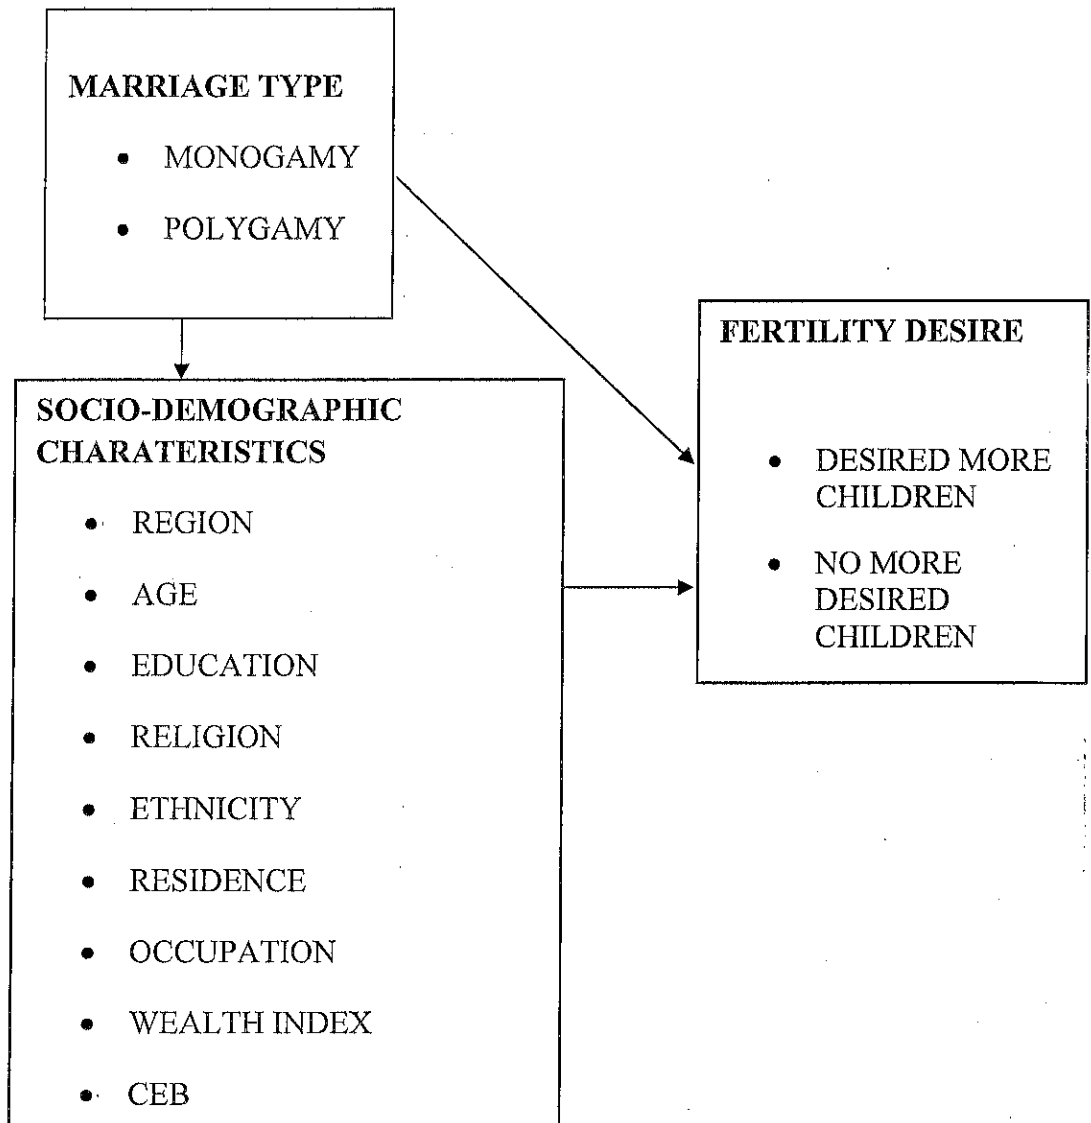 MARRIAGE TYPE
• MONOGAMY
• POLYGAMY
FERTILITY DESIRE
• DESIRED MORE
CHILDREN
• NO MORE
DESIRED
CHILDREN
SOCIO-DEMOGRAPHIC
CHARATERISTICS
• REGION
• AGE
• EDUCATION
• RELIGION
• ETHNICITY
• RESIDENCE
• OCCUPATION
• WEALTH INDEX
• CEB